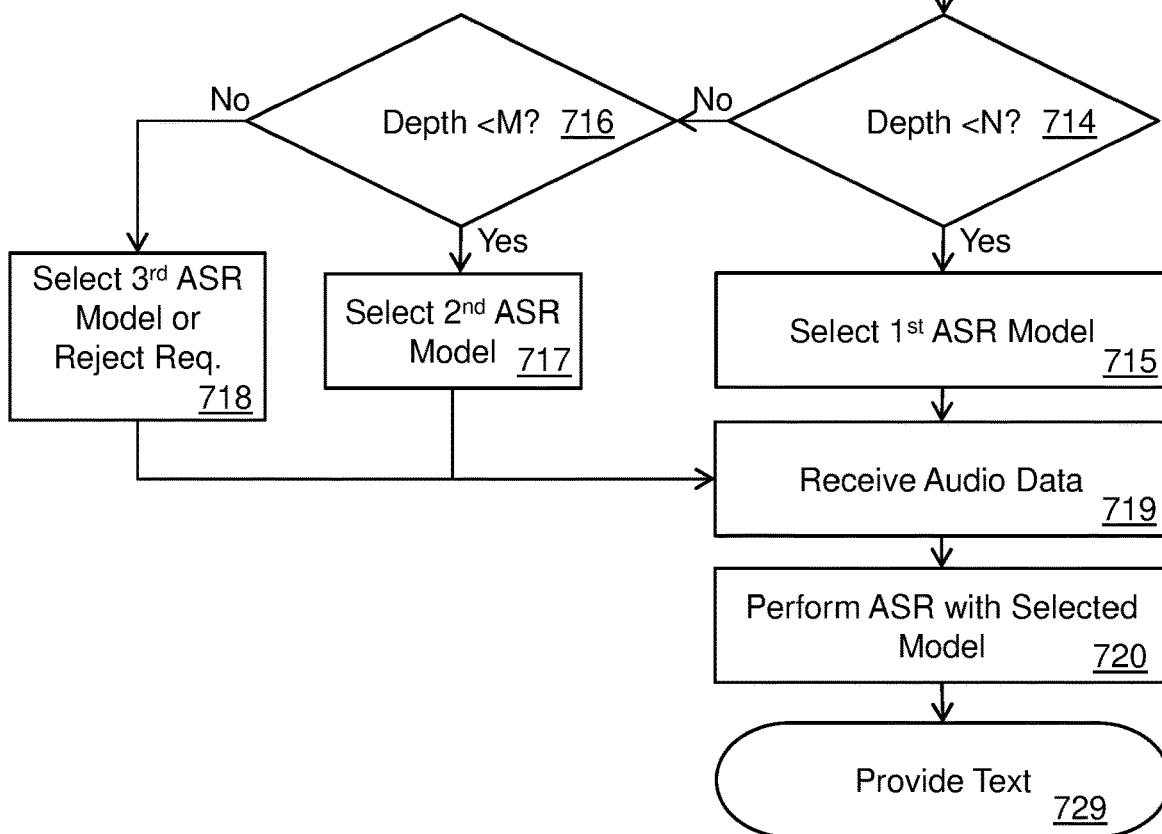 Depth <M? 716
No
Yes
Depth <N? 714
No
Yes
Select 3rd ASR
Model or
Reject Req.
718
Select 2nd ASR
Model 717
Select 1st ASR Model
715
Receive Audio Data
719
Perform ASR with Selected
Model
720
Provide Text
729